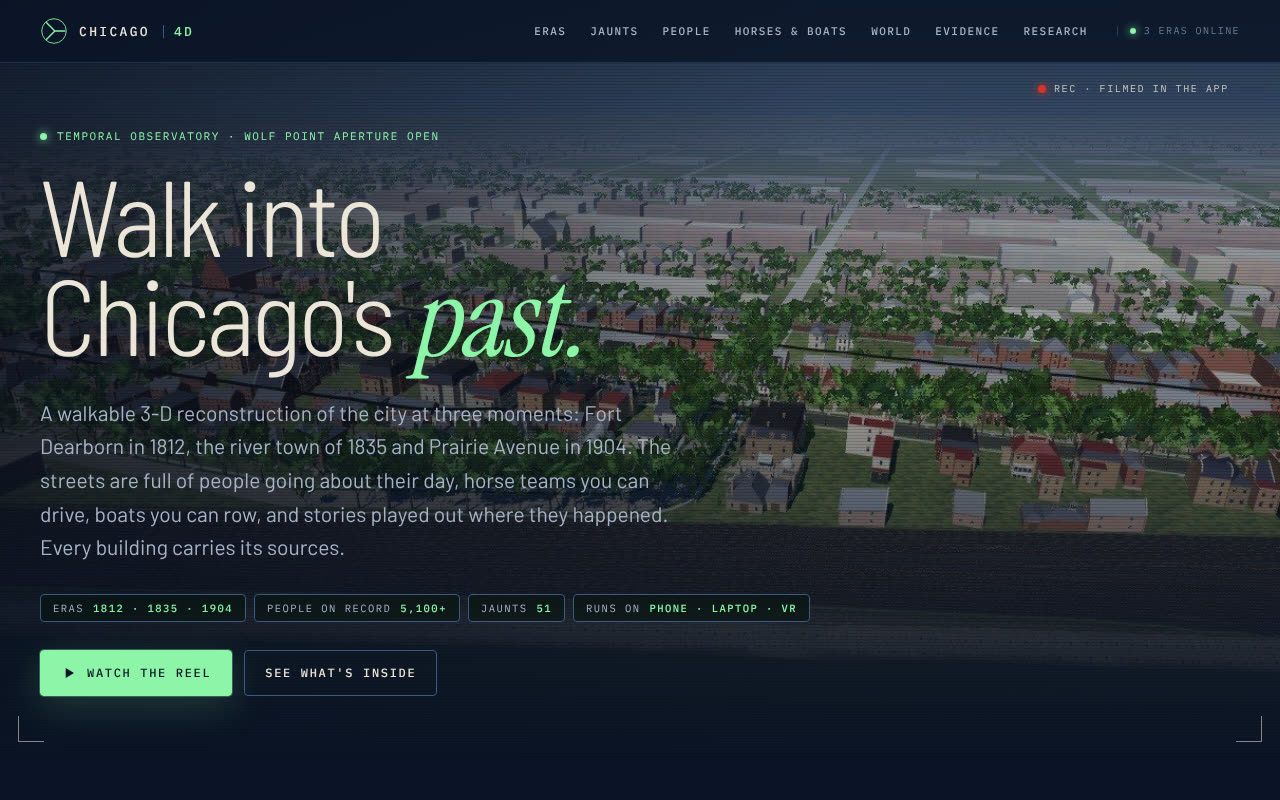 CHICAGO | 4D
ERAS JAUNTS PEOPLE HORSES & BOATS WORLD EVIDENCE RESEARCH 3 ERAS ONLINE
REC · FILMED IN THE APP
TEMPORAL OBSERVATORY · WOLF POINT APERTURE OPEN
Walk into
Chicago's past.
A walkable 3-D reconstruction of the city at three moments: Fort
Dearborn in 1812, the river town of 1835 and Prairie Avenue in 1904. The
streets are full of people going about their day, horse teams you can
drive, boats you can row, and stories played out where they happened.
Every building carries its sources.
ERAS 1812 · 1835 · 1904 PEOPLE ON RECORD 5,100+ JAUNTS 51 RUNS ON PHONE · LAPTOP · VR
WATCH THE REEL SEE WHAT'S INSIDE